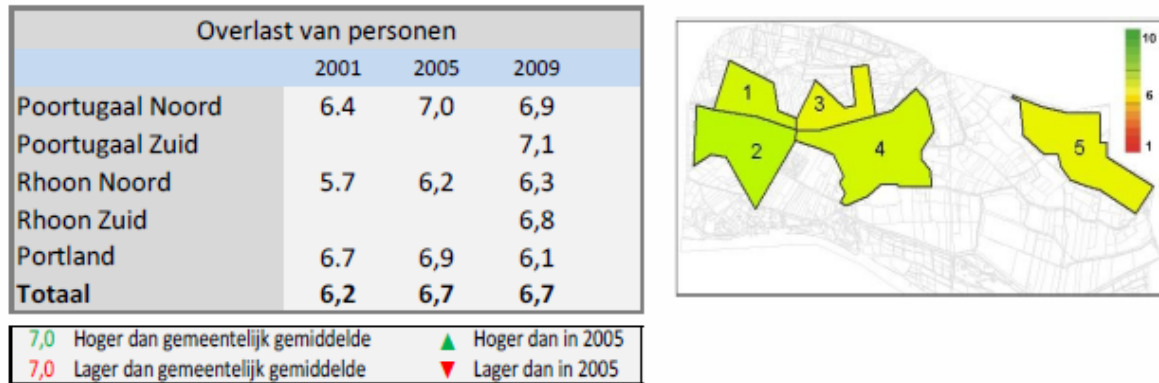 Overlast van personen
2001 2005 2009
Poortugaal Noord 6.4 7,0 6,9
Poortugaal Zuid 7,1
Rhoon Noord 5.7 6,2 6,3
Rhoon Zuid 6,8
Portland 6.7 6,9 6,1
Totaal 6,2 6,7 6,7
7,0 Hoger dan gemeentelijk gemiddelde ▲ Hoger dan in 2005
7,0 Lager dan gemeentelijk gemiddelde ▼ Lager dan in 2005
10
1
3
6
2
4
5
1